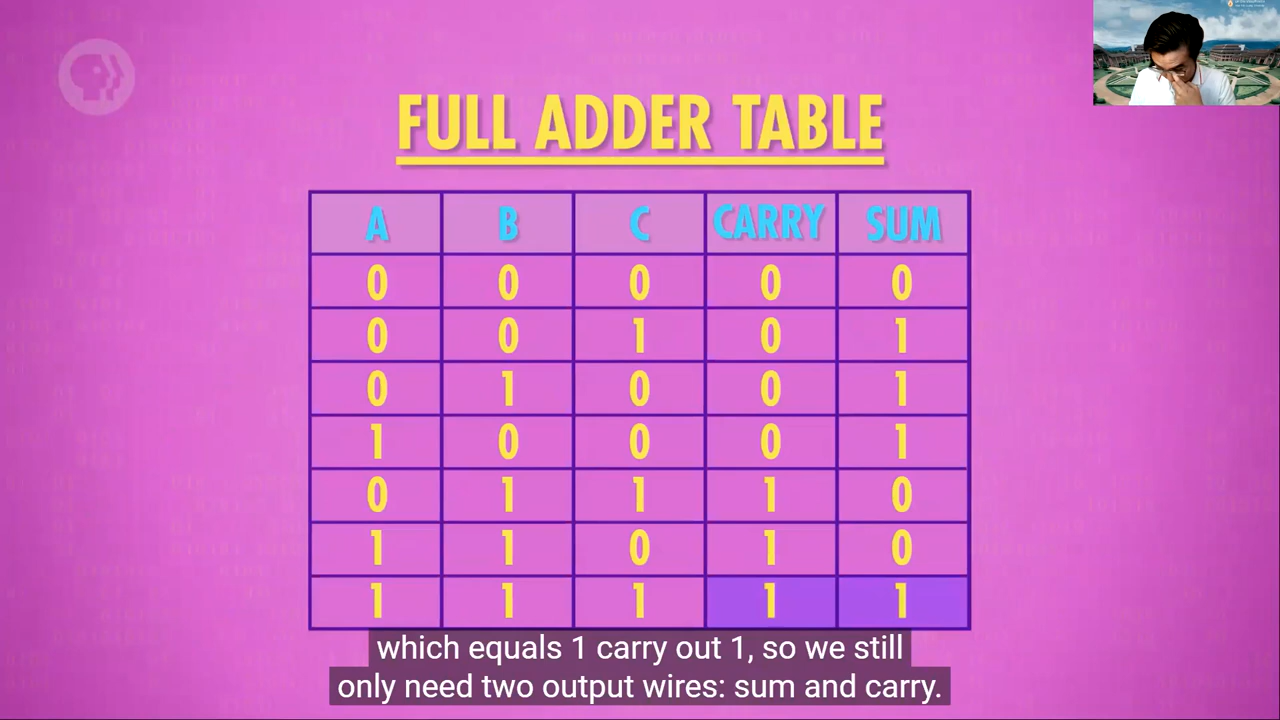 FULL ADDER TABLE
A B C CARRY SUM
0 0 0 0 0
0 0 1 0 1
0 1 0 0 1
1 0 0 0 1
0 1 1 1 0
1 1 0 1 0
1 1 1 1 1
which equals 1 carry out 1, so we still
only need two output wires: sum and carry.